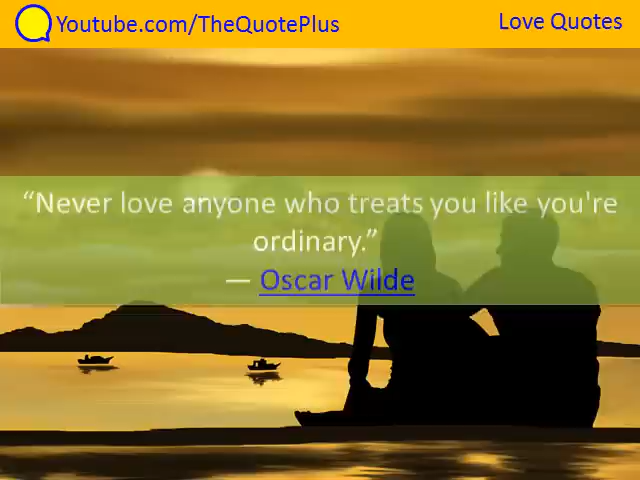 Youtube.com/TheQuotePlus
Love Quotes
“Never love anyone who treats you like you're
ordinary.”
— Oscar Wilde